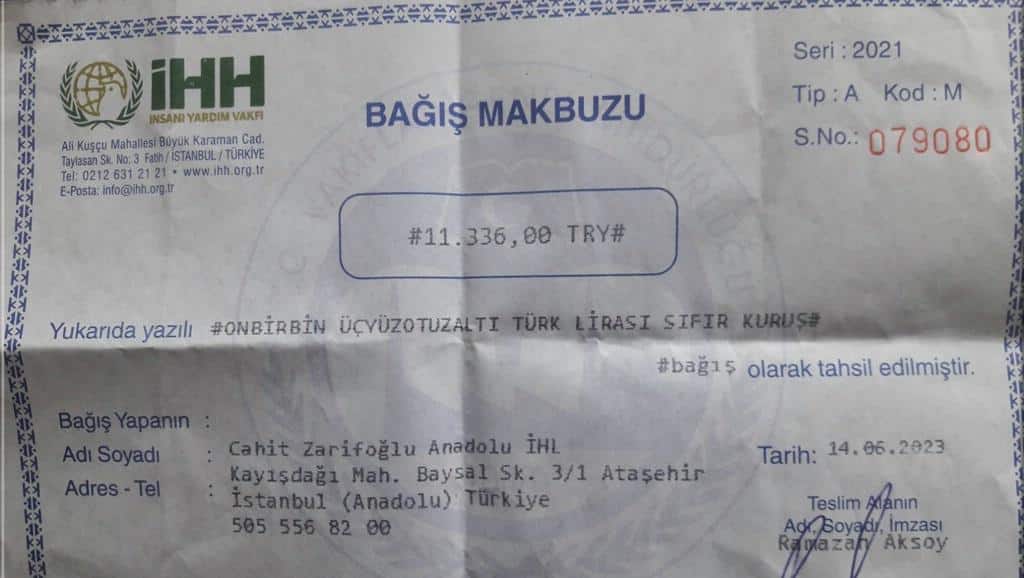 İHH
İNSANİ YARDIM VAKFI
Ali Kuşçu Mahallesi Büyük Karaman Cad.
Taylasan Sk. No: 3 Fatih / İSTANBUL / TÜRKİYE
Tel: 0212 631 21 21 • www.ihh.org.tr
E-Posta: info@ihh.org.tr
BAĞIŞ MAKBUZU
Seri : 2021
Tip : A Kod : M
S.No.: 079080
#11.336,00 TRY#
Yukarıda yazılı #ONBİRBİN ÜÇYÜZOTUZALTI TÜRK LİRASI SIFIR KURUŞ#
#bağış olarak tahsil edilmiştir.
Bağış Yapanın :
Adı Soyadı : Cahit Zarifoğlu Anadolu İHL
Adres - Tel : Kayışdağı Mah. Baysal Sk. 3/1 Ataşehir
İstanbul (Anadolu) Türkiye
505 556 82 00
Tarih: 14.06.2023
Teslim Alanın
Adı, Soyadı, İmzası
Ramazan Aksoy